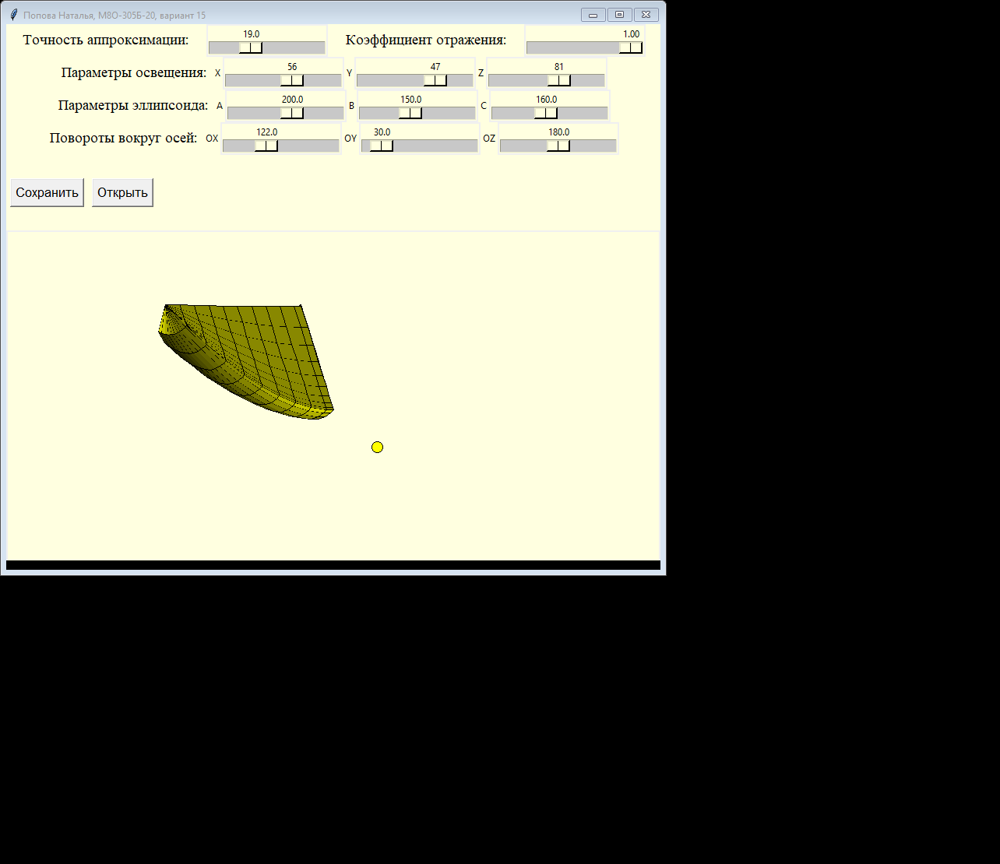 Попова Наталья, М8О-305Б-20, вариант 15
Точность аппроксимации: 19.0 Коэффициент отражения: 1.00
Параметры освещения: X 56 Y 47 Z 81
Параметры эллипсоида: A 200.0 B 150.0 C 160.0
Повороты вокруг осей: OX 122.0 OY 30.0 OZ 180.0
Сохранить Открыть